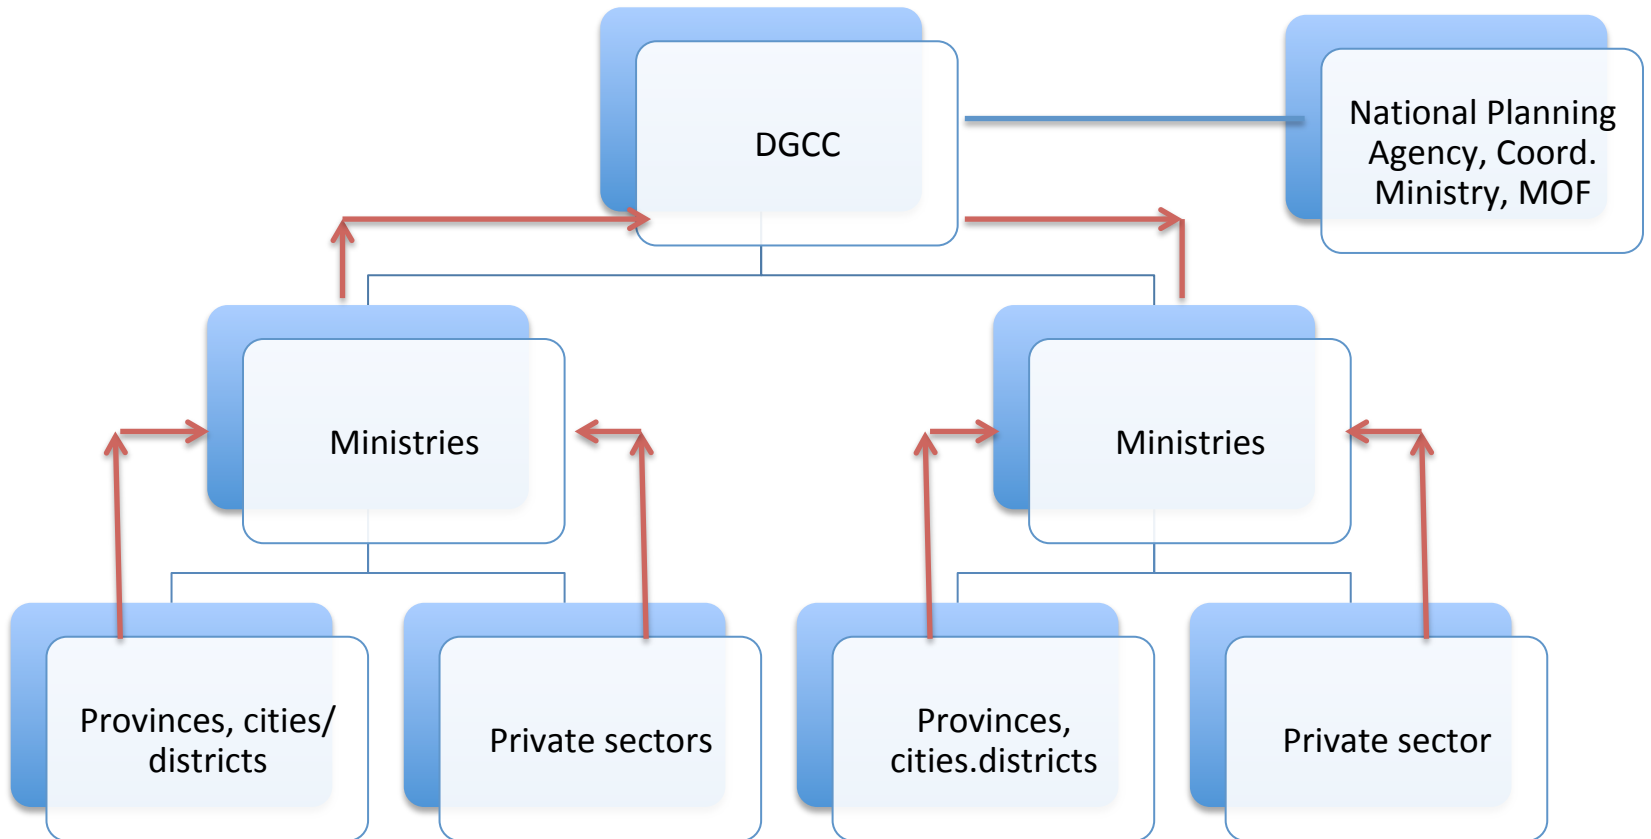 DGCC
National Planning
Agency, Coord.
Ministry, MOF
Ministries
Ministries
Provinces, cities/
districts
Private sectors
Provinces,
cities.districts
Private sector